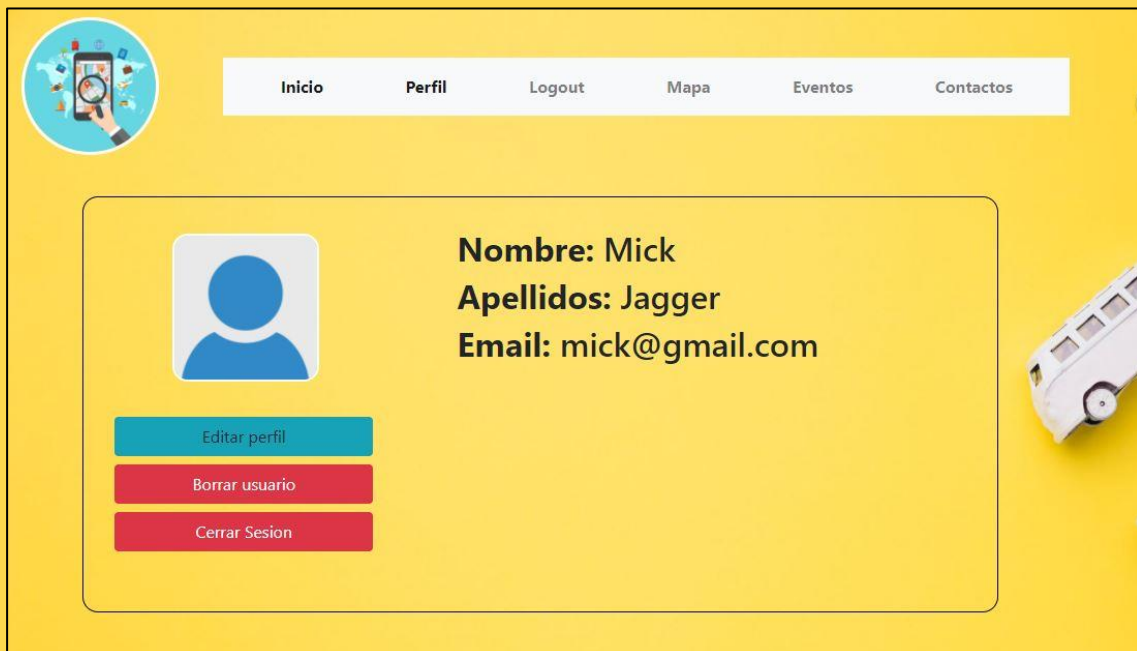 Inicio Perfil Logout Mapa Eventos Contactos
Nombre: Mick
Apellidos: Jagger
Email: mick@gmail.com
Editar perfil
Borrar usuario
Cerrar Sesion